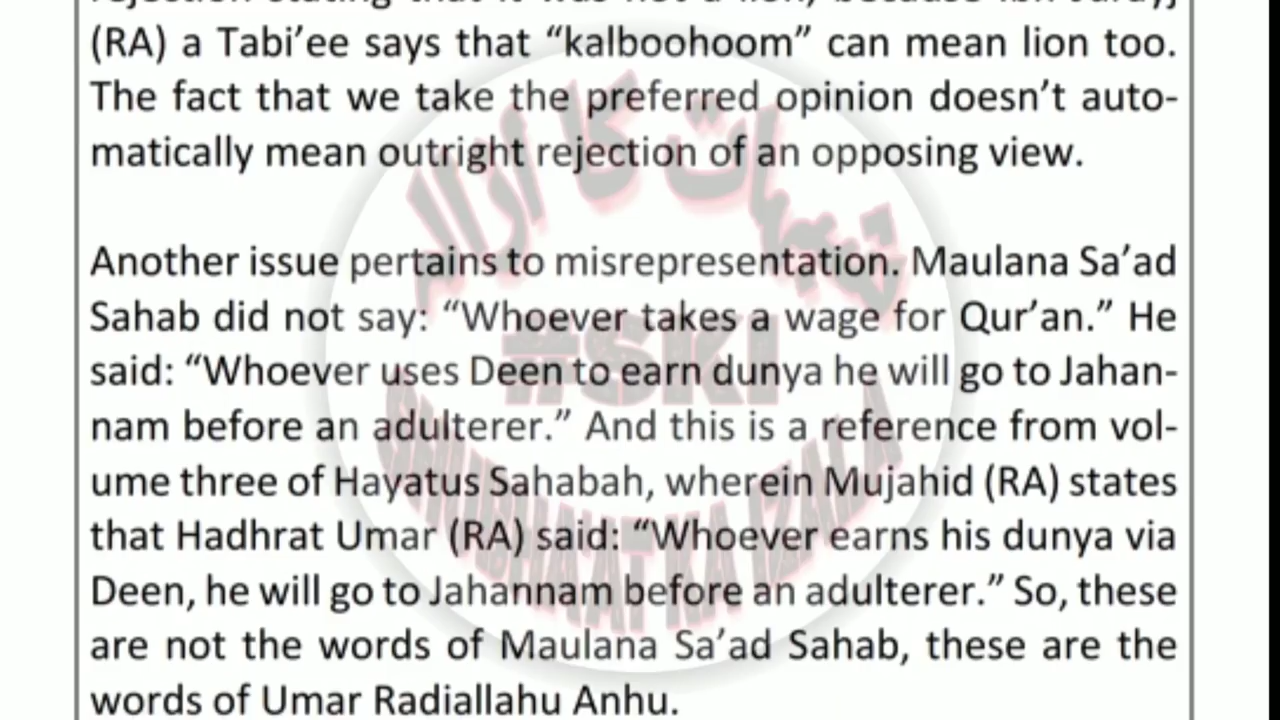 (RA) a Tabi’ee says that “kalboohoom” can mean lion too.
The fact that we take the preferred opinion doesn’t auto-
matically mean outright rejection of an opposing view.
Another issue pertains to misrepresentation. Maulana Sa’ad
Sahab did not say: “Whoever takes a wage for Qur’an.” He
said: “Whoever uses Deen to earn dunya he will go to Jahan-
nam before an adulterer.” And this is a reference from vol-
ume three of Hayatus Sahabah, wherein Mujahid (RA) states
that Hadhrat Umar (RA) said: “Whoever earns his dunya via
Deen, he will go to Jahannam before an adulterer.” So, these
are not the words of Maulana Sa’ad Sahab, these are the
words of Umar Radiallahu Anhu.
#SKI
SHUBHAAT KA IZALA